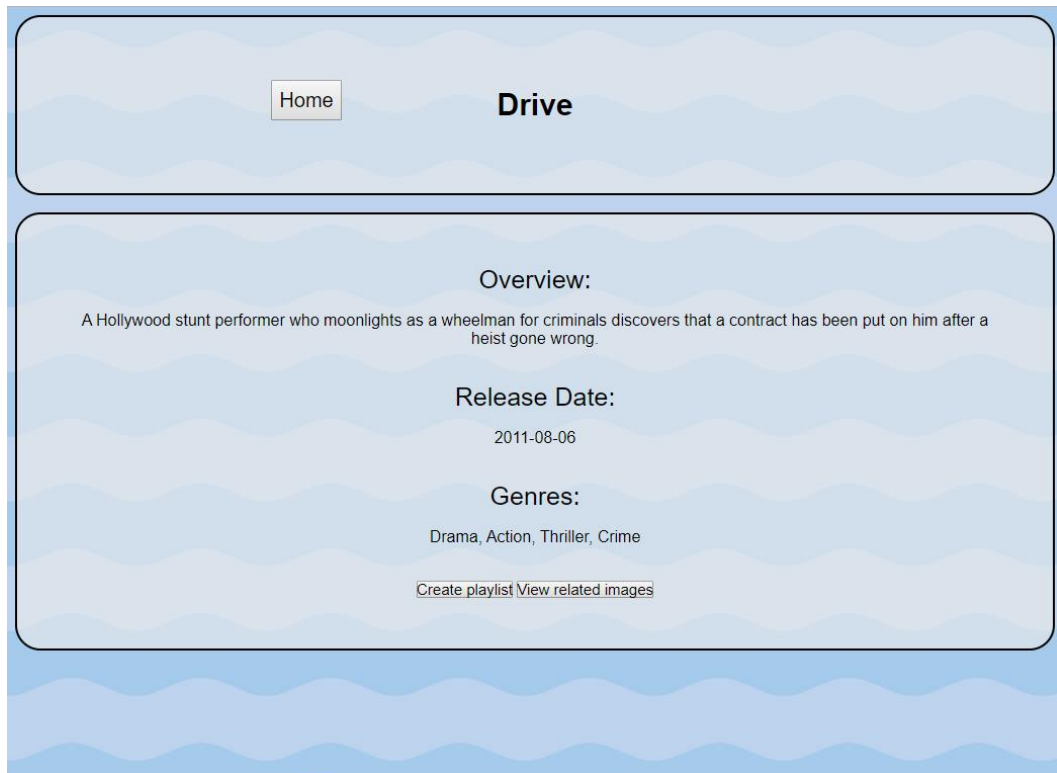 Home
Drive
Overview:
A Hollywood stunt performer who moonlights as a wheelman for criminals discovers that a contract has been put on him after a
heist gone wrong.
Release Date:
2011-08-06
Genres:
Drama, Action, Thriller, Crime
Create playlist View related images